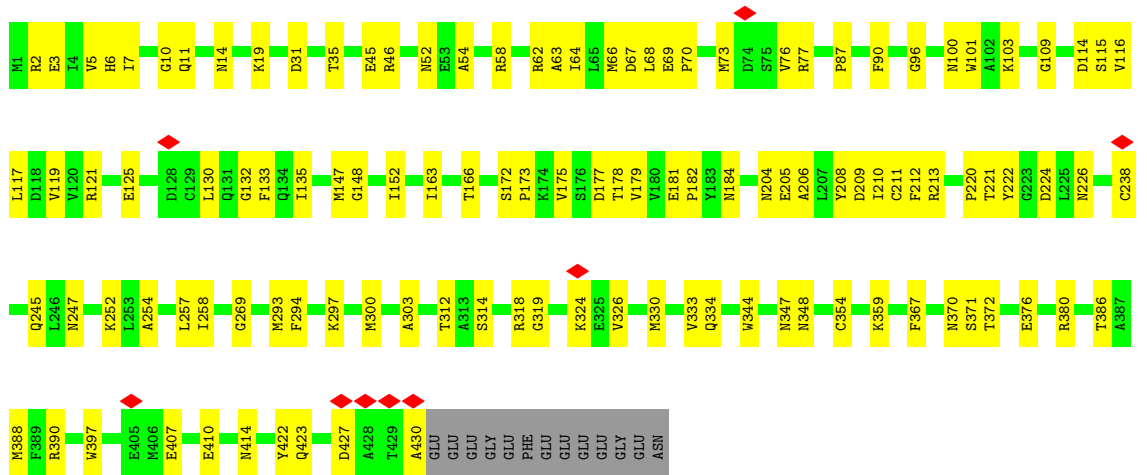 M1 R2 E3 I4 V5 H6 I7 G10 Q11 N14 K19 D31 T35 E45 R46 N52 E53 A54 R58 R62 A63 I64 L65 M66 D67 L68 E69 P70 M73 D74 S75 V76 R77 P87 F90 G96 N100 W101 A102 K103 G109 D114 S115 V116
L117 D118 V119 V120 R121 E125 D128 C129 L130 Q131 G132 F133 Q134 I135 M147 G148 I152 I163 T166 S172 P173 K174 V175 S176 D177 T178 V179 V180 E181 P182 Y183 N184 N204 E205 A206 L207 Y208 D209 I210 C211 F212 R213 P220 T221 Y222 G223 D224 L225 N226 C238
Q245 L246 N247 K252 L253 A254 L257 I258 G269 M293 F294 K297 M300 A303 T312 A313 S314 R318 G319 K324 E325 V326 M330 V333 Q334 W344 N347 N348 C354 K359 F367 N370 S371 T372 E376 R380 T386 A387
M388 F389 R390 W397 E405 M406 E407 E410 N414 Y422 Q423 D427 A428 T429 A430 GLU GLU GLU GLY GLU PHE GLU GLU GLU GLU GLY GLU ASN